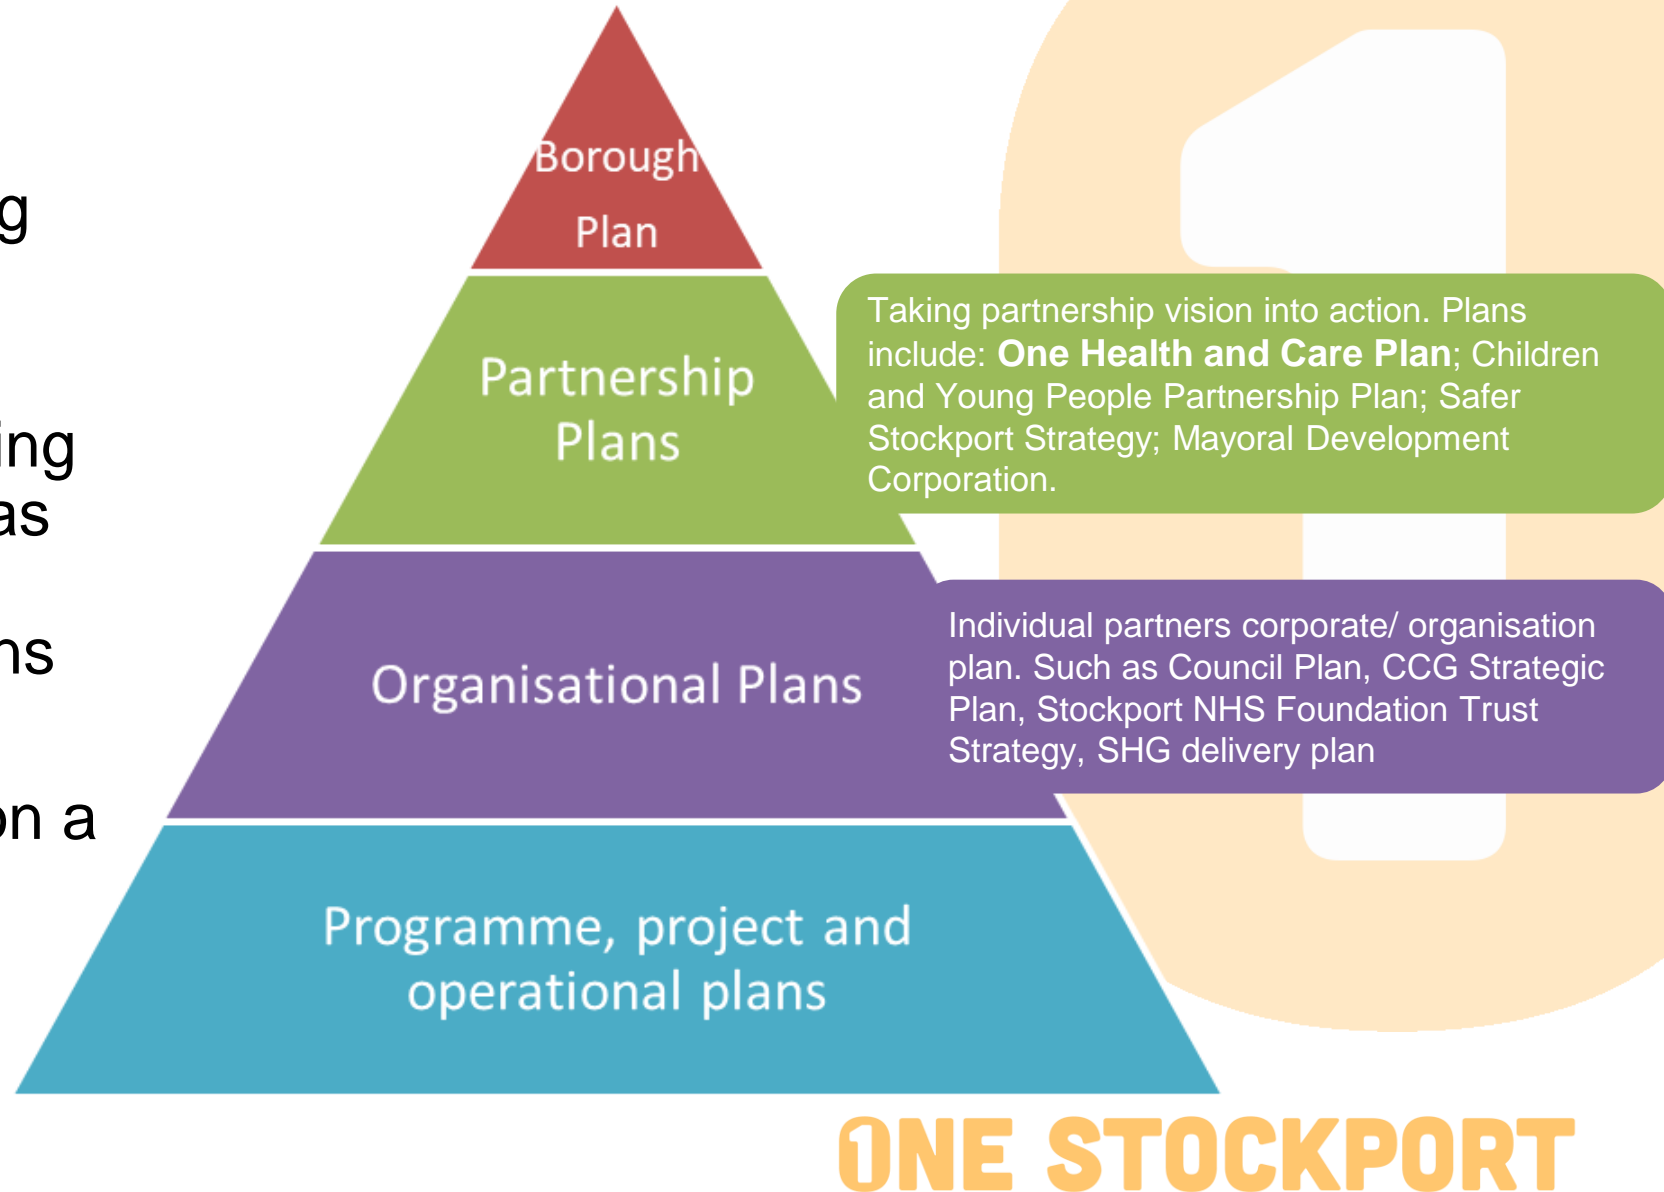 Borough
Plan
Partnership
Plans
Taking partnership vision into action. Plans
include: One Health and Care Plan; Children
and Young People Partnership Plan; Safer
Stockport Strategy; Mayoral Development
Corporation.
Organisational Plans
Individual partners corporate/ organisation
plan. Such as Council Plan, CCG Strategic
Plan, Stockport NHS Foundation Trust
Strategy, SHG delivery plan
Programme, project and
operational plans
as
on a
ONE STOCKPORT